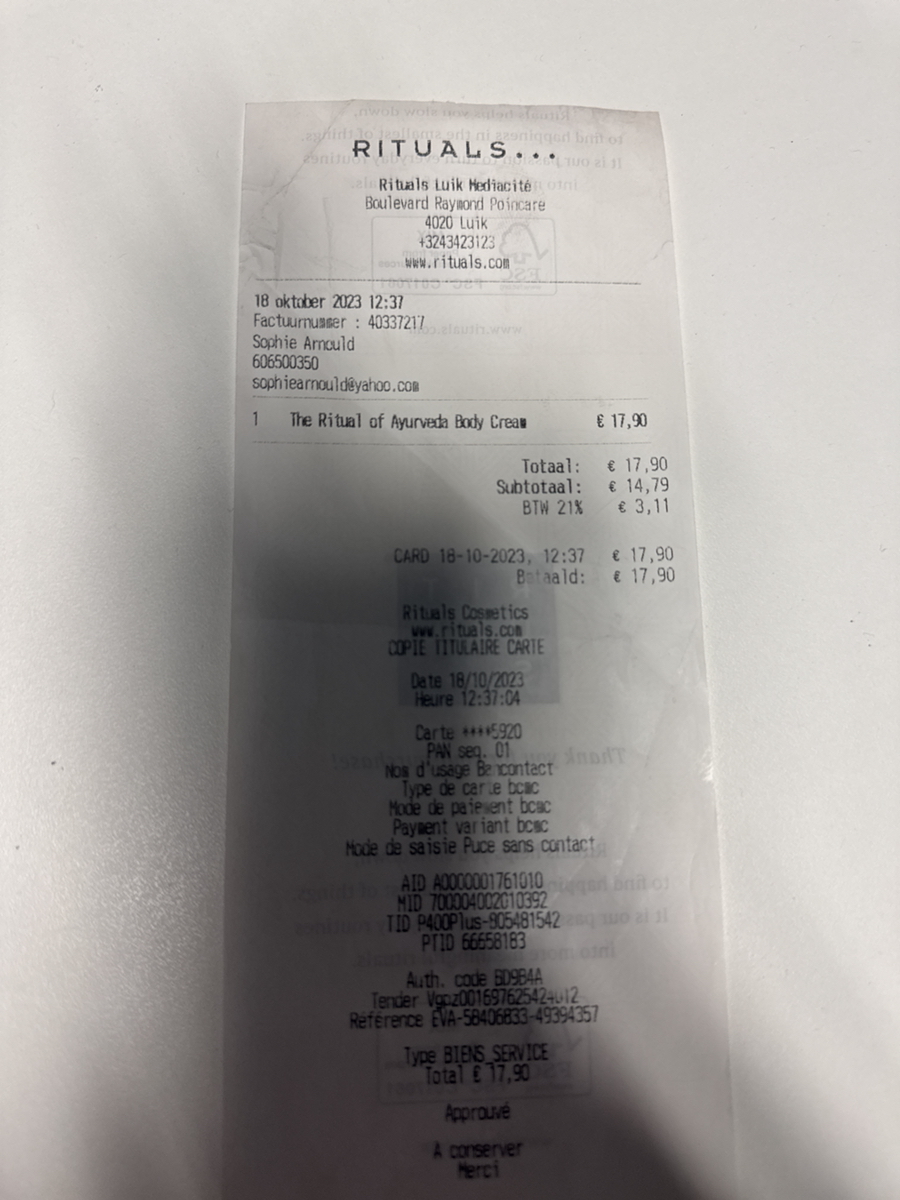 RITUALS...
Rituals Luik Mediacité
Boulevard Raymond Poincare
4020 Luik
+3243423123
www.rituals.com
18 oktober 2023 12:37
Factuurnummer : 40337217
Sophie Arnould
606500350
sophiearnould@yahoo.com
1 The Ritual of Ayurveda Body Cream € 17,90
Totaal: € 17,90
Subtotaal: € 14,79
BTW 21% € 3,11
CARD 18-10-2023, 12:37 € 17,90
Betaald: € 17,90
Rituals Cosmetics
www.rituals.com
COPIE TITULAIRE CARTE
Date 18/10/2023
Heure 12:37:04
Carte ****5920
PAN seq. 01
Nom d'usage Bancontact
Type de carte bcmc
Mode de paiement bcmc
Payment variant bcmc
Mode de saisie Puce sans contact
AID A0000001761010
MID 700004002010392
TID P400Plus-805481542
PTID 66658183
Auth. code BD9B4A
Tender
Référence EVA-58406833-49394357
Type BIENS_SERVICE
Total € 17,90
Approuvé
A conserver
Merci